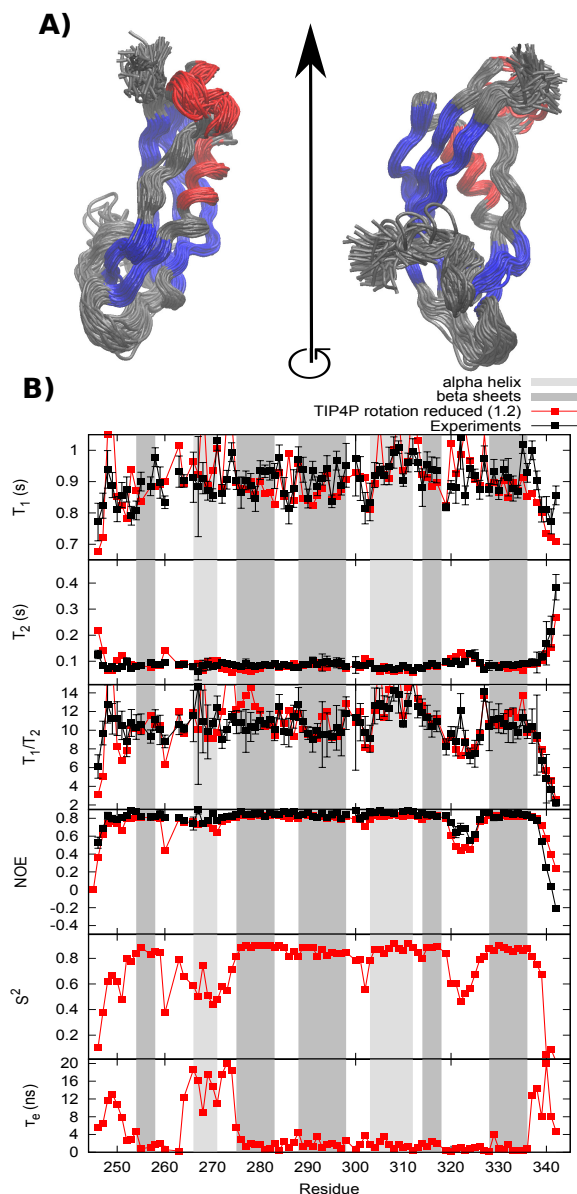 A)
B)
alpha helix
beta sheets
TIP4P rotation reduced (1.2)
Experiments
T1 (s)
1
0.9
0.8
0.7
T2 (s)
0.4
0.3
0.2
0.1
T1/T2
14
12
10
8
6
4
2
NOE
0.8
0.6
0.4
0.2
0
-0.2
-0.4
S2
0.8
0.6
0.4
0.2
τe (ns)
20
16
12
8
4
0
250 260 270 280 290 300 310 320 330 340
Residue